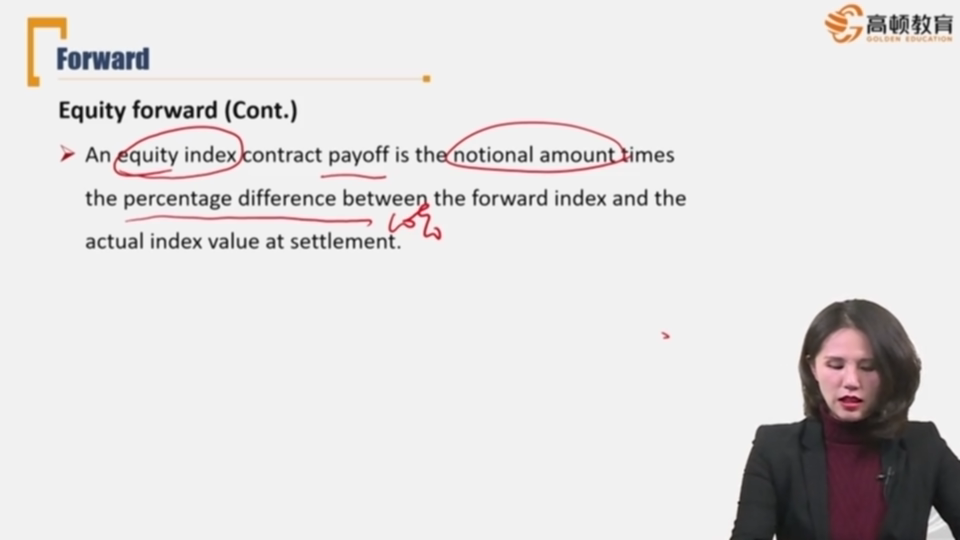 高顿教育
GOLDEN EDUCATION
Forward
Equity forward (Cont.)
An equity index contract payoff is the notional amount times
the percentage difference between the forward index and the
10%
actual index value at settlement.